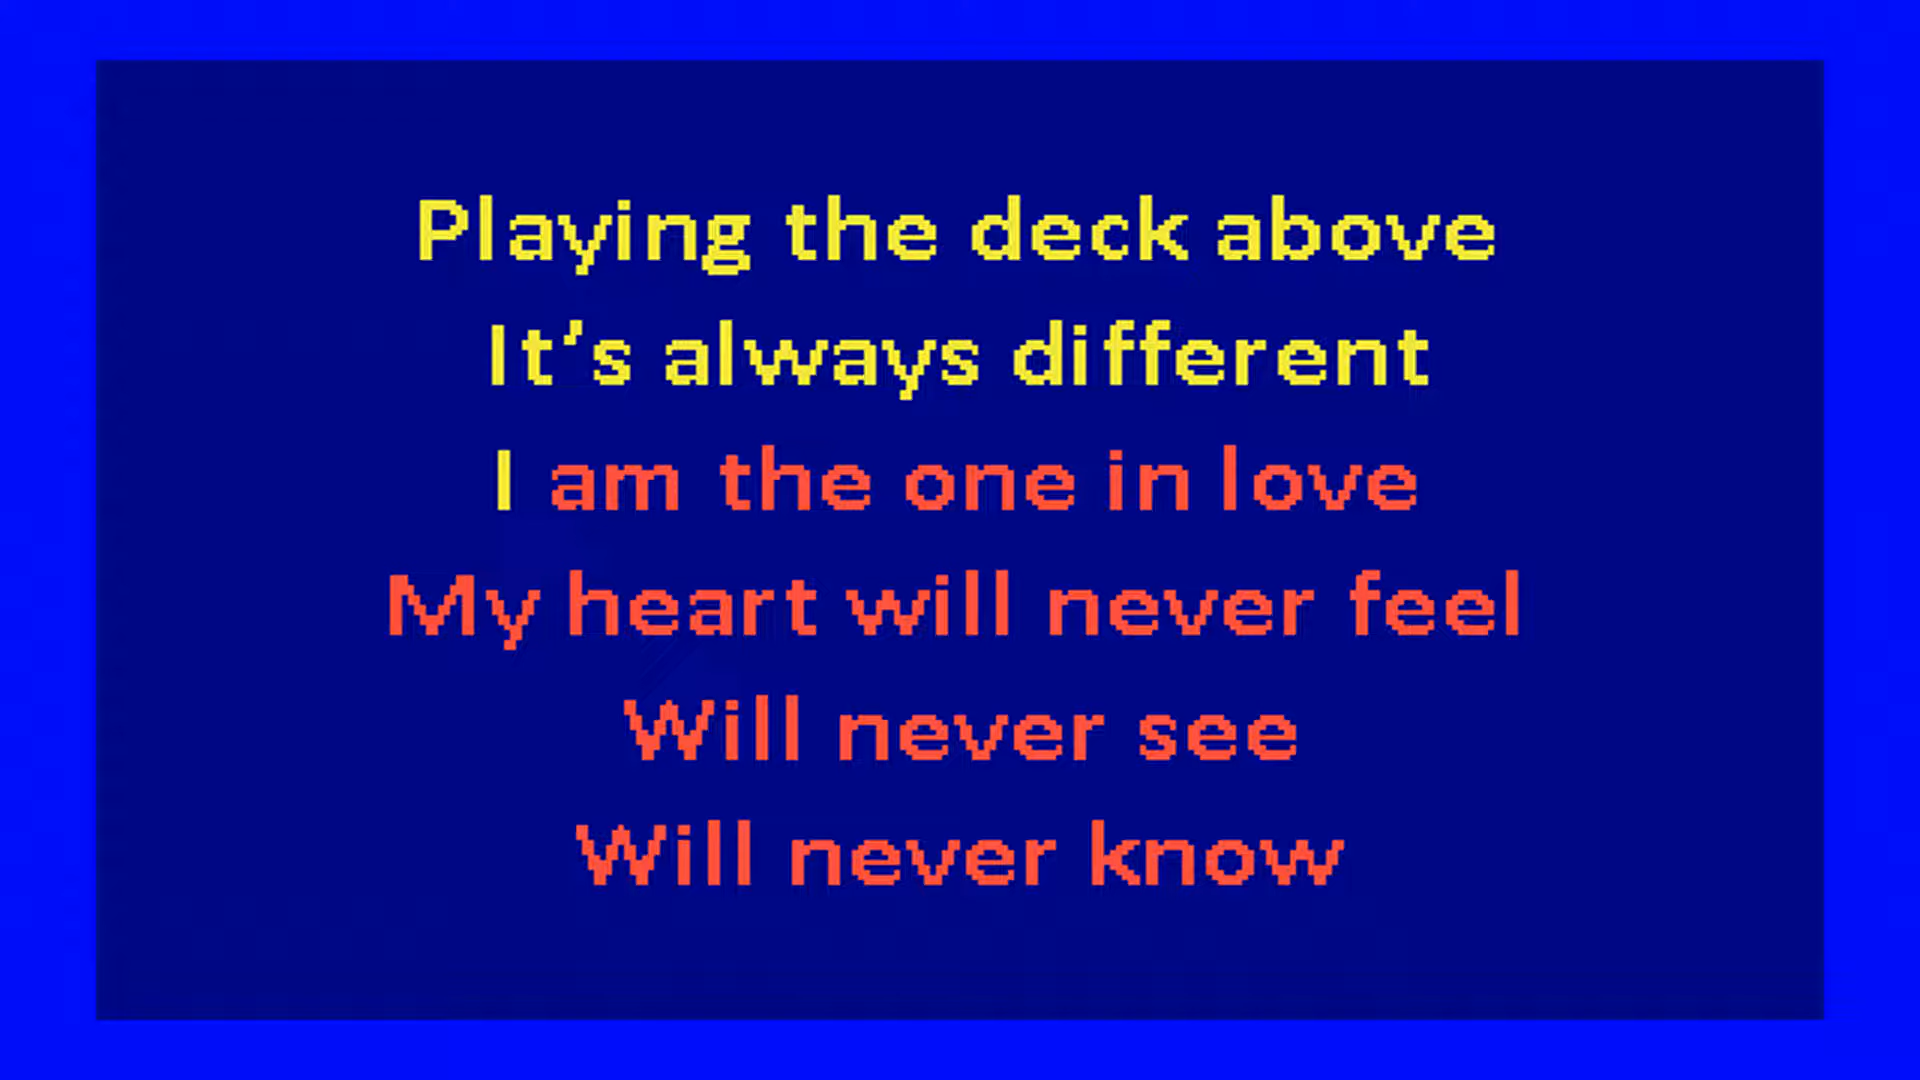 Playing the deck above
It's always different
I am the one in love
My heart will never feel
Will never see
Will never know